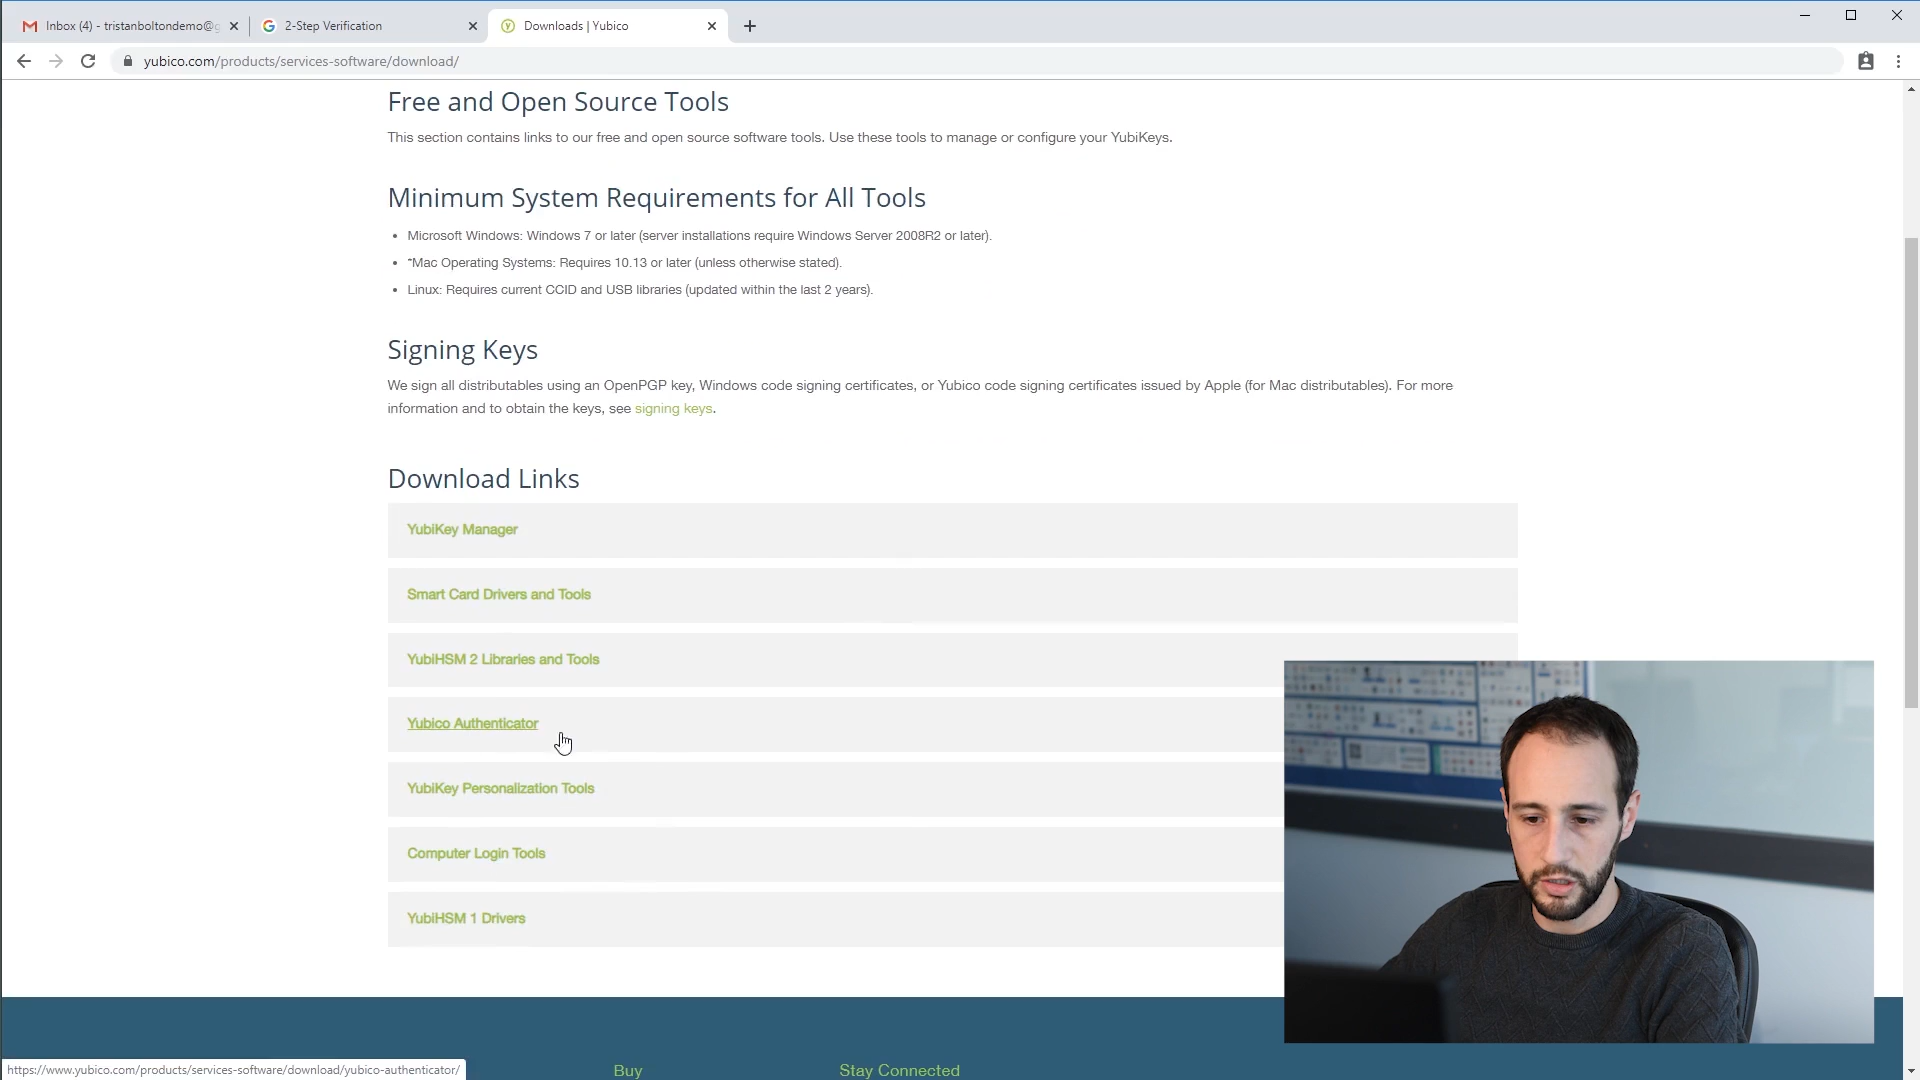 Inbox (4) - tristanboltondemo@g
2-Step Verification
Downloads | Yubico
yubico.com/products/services-software/download/
Free and Open Source Tools
This section contains links to our free and open source software tools. Use these tools to manage or configure your YubiKeys.
Minimum System Requirements for All Tools
• Microsoft Windows: Windows 7 or later (server installations require Windows Server 2008R2 or later).
• *Mac Operating Systems: Requires 10.13 or later (unless otherwise stated).
• Linux: Requires current CCID and USB libraries (updated within the last 2 years).
Signing Keys
We sign all distributables using an OpenPGP key, Windows code signing certificates, or Yubico code signing certificates issued by Apple (for Mac distributables). For more
information and to obtain the keys, see signing keys.
Download Links
YubiKey Manager
Smart Card Drivers and Tools
YubiHSM 2 Libraries and Tools
Yubico Authenticator
YubiKey Personalization Tools
Computer Login Tools
YubiHSM 1 Drivers
Buy
Stay Connected
https://www.yubico.com/products/services-software/download/yubico-authenticator/